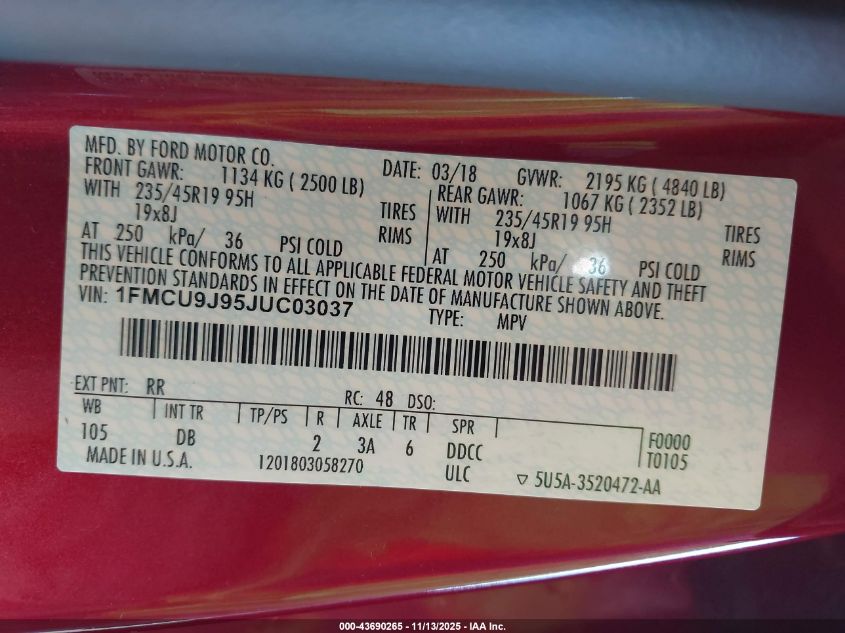 MFD. BY FORD MOTOR CO.
DATE: 03/18 GVWR: 2195 KG ( 4840 LB)
FRONT GAWR: 1134 KG ( 2500 LB)
WITH 235/45R19 95H TIRES
19x8J RIMS
AT 250 kPa/ 36 PSI COLD
REAR GAWR: 1067 KG ( 2352 LB)
WITH 235/45R19 95H TIRES
19x8J RIMS
AT 250 kPa/ 36 PSI COLD
THIS VEHICLE CONFORMS TO ALL APPLICABLE FEDERAL MOTOR VEHICLE SAFETY AND THEFT
PREVENTION STANDARDS IN EFFECT ON THE DATE OF MANUFACTURE SHOWN ABOVE.
VIN: 1FMCU9J95JUC03037 TYPE: MPV
EXT PNT: RR RC: 48 DSO:
WB INT TR TP/PS R AXLE TR SPR
105 DB 2 3A 6 DDCC
F0000
T0105
MADE IN U.S.A. 1201803058270 ULC ▽ 5U5A-3520472-AA
000-43690265 - 11/13/2025 - IAA Inc.